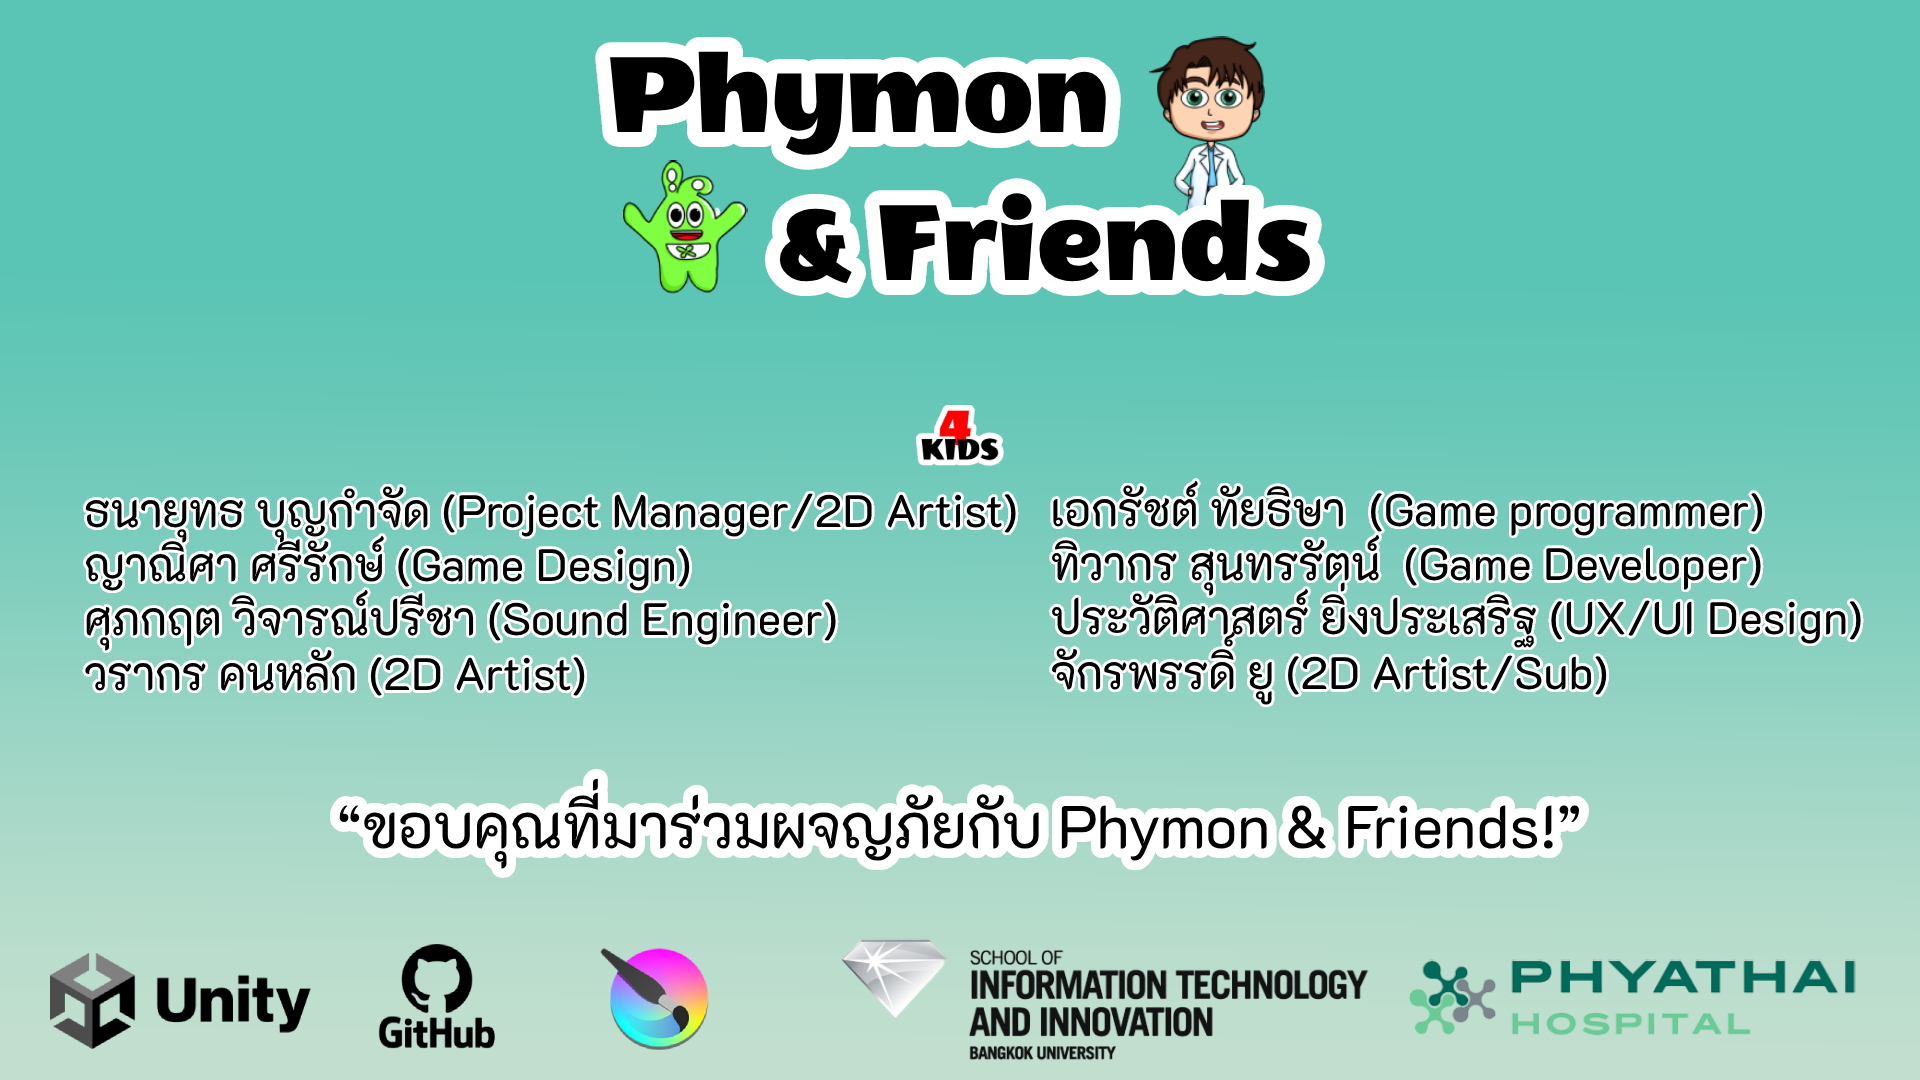 Phymon
& Friends
4
KIDS
ธนายุทธ บุญกำจัด (Project Manager/2D Artist)
ญาณิศา ศรีรักษ์ (Game Design)
ศุภกฤต วิจารณ์ปรีชา (Sound Engineer)
วรากร คนหลัก (2D Artist)
เอกรัชต์ ทัยธิษา (Game programmer)
ทิวากร สุนทรรัตน์ (Game Developer)
ประวัติศาสตร์ ยิ่งประเสริฐ (UX/UI Design)
จักรพรรดิ์ ยู (2D Artist/Sub)
“ขอบคุณที่มาร่วมผจญภัยกับ Phymon & Friends!”
Unity
GitHub
SCHOOL OF
INFORMATION TECHNOLOGY
AND INNOVATION
BANGKOK UNIVERSITY
PHYATHAI
HOSPITAL